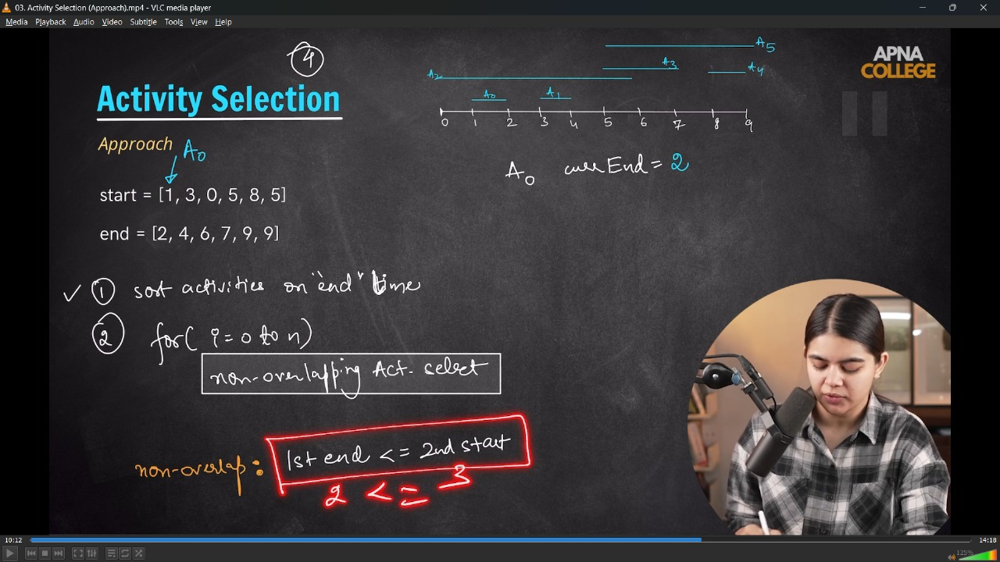 03. Activity Selection (Approach).mp4 - VLC media player
Media Playback Audio Video Subtitle Tools View Help
4
Activity Selection
Approach
A0
start = [1, 3, 0, 5, 8, 5]
end = [2, 4, 6, 7, 9, 9]
A5
A3 A4
A2
A0 A1
0 1 2 3 4 5 6 7 8 9
A0 currEnd = 2
APNA
COLLEGE
✓ 1 sort activities on "end" time
2 for( i = 0 to n)
non-overlapping Act. select
non-overlap: 1st end <= 2nd start
2 <= 3
10:12 14:18
125%